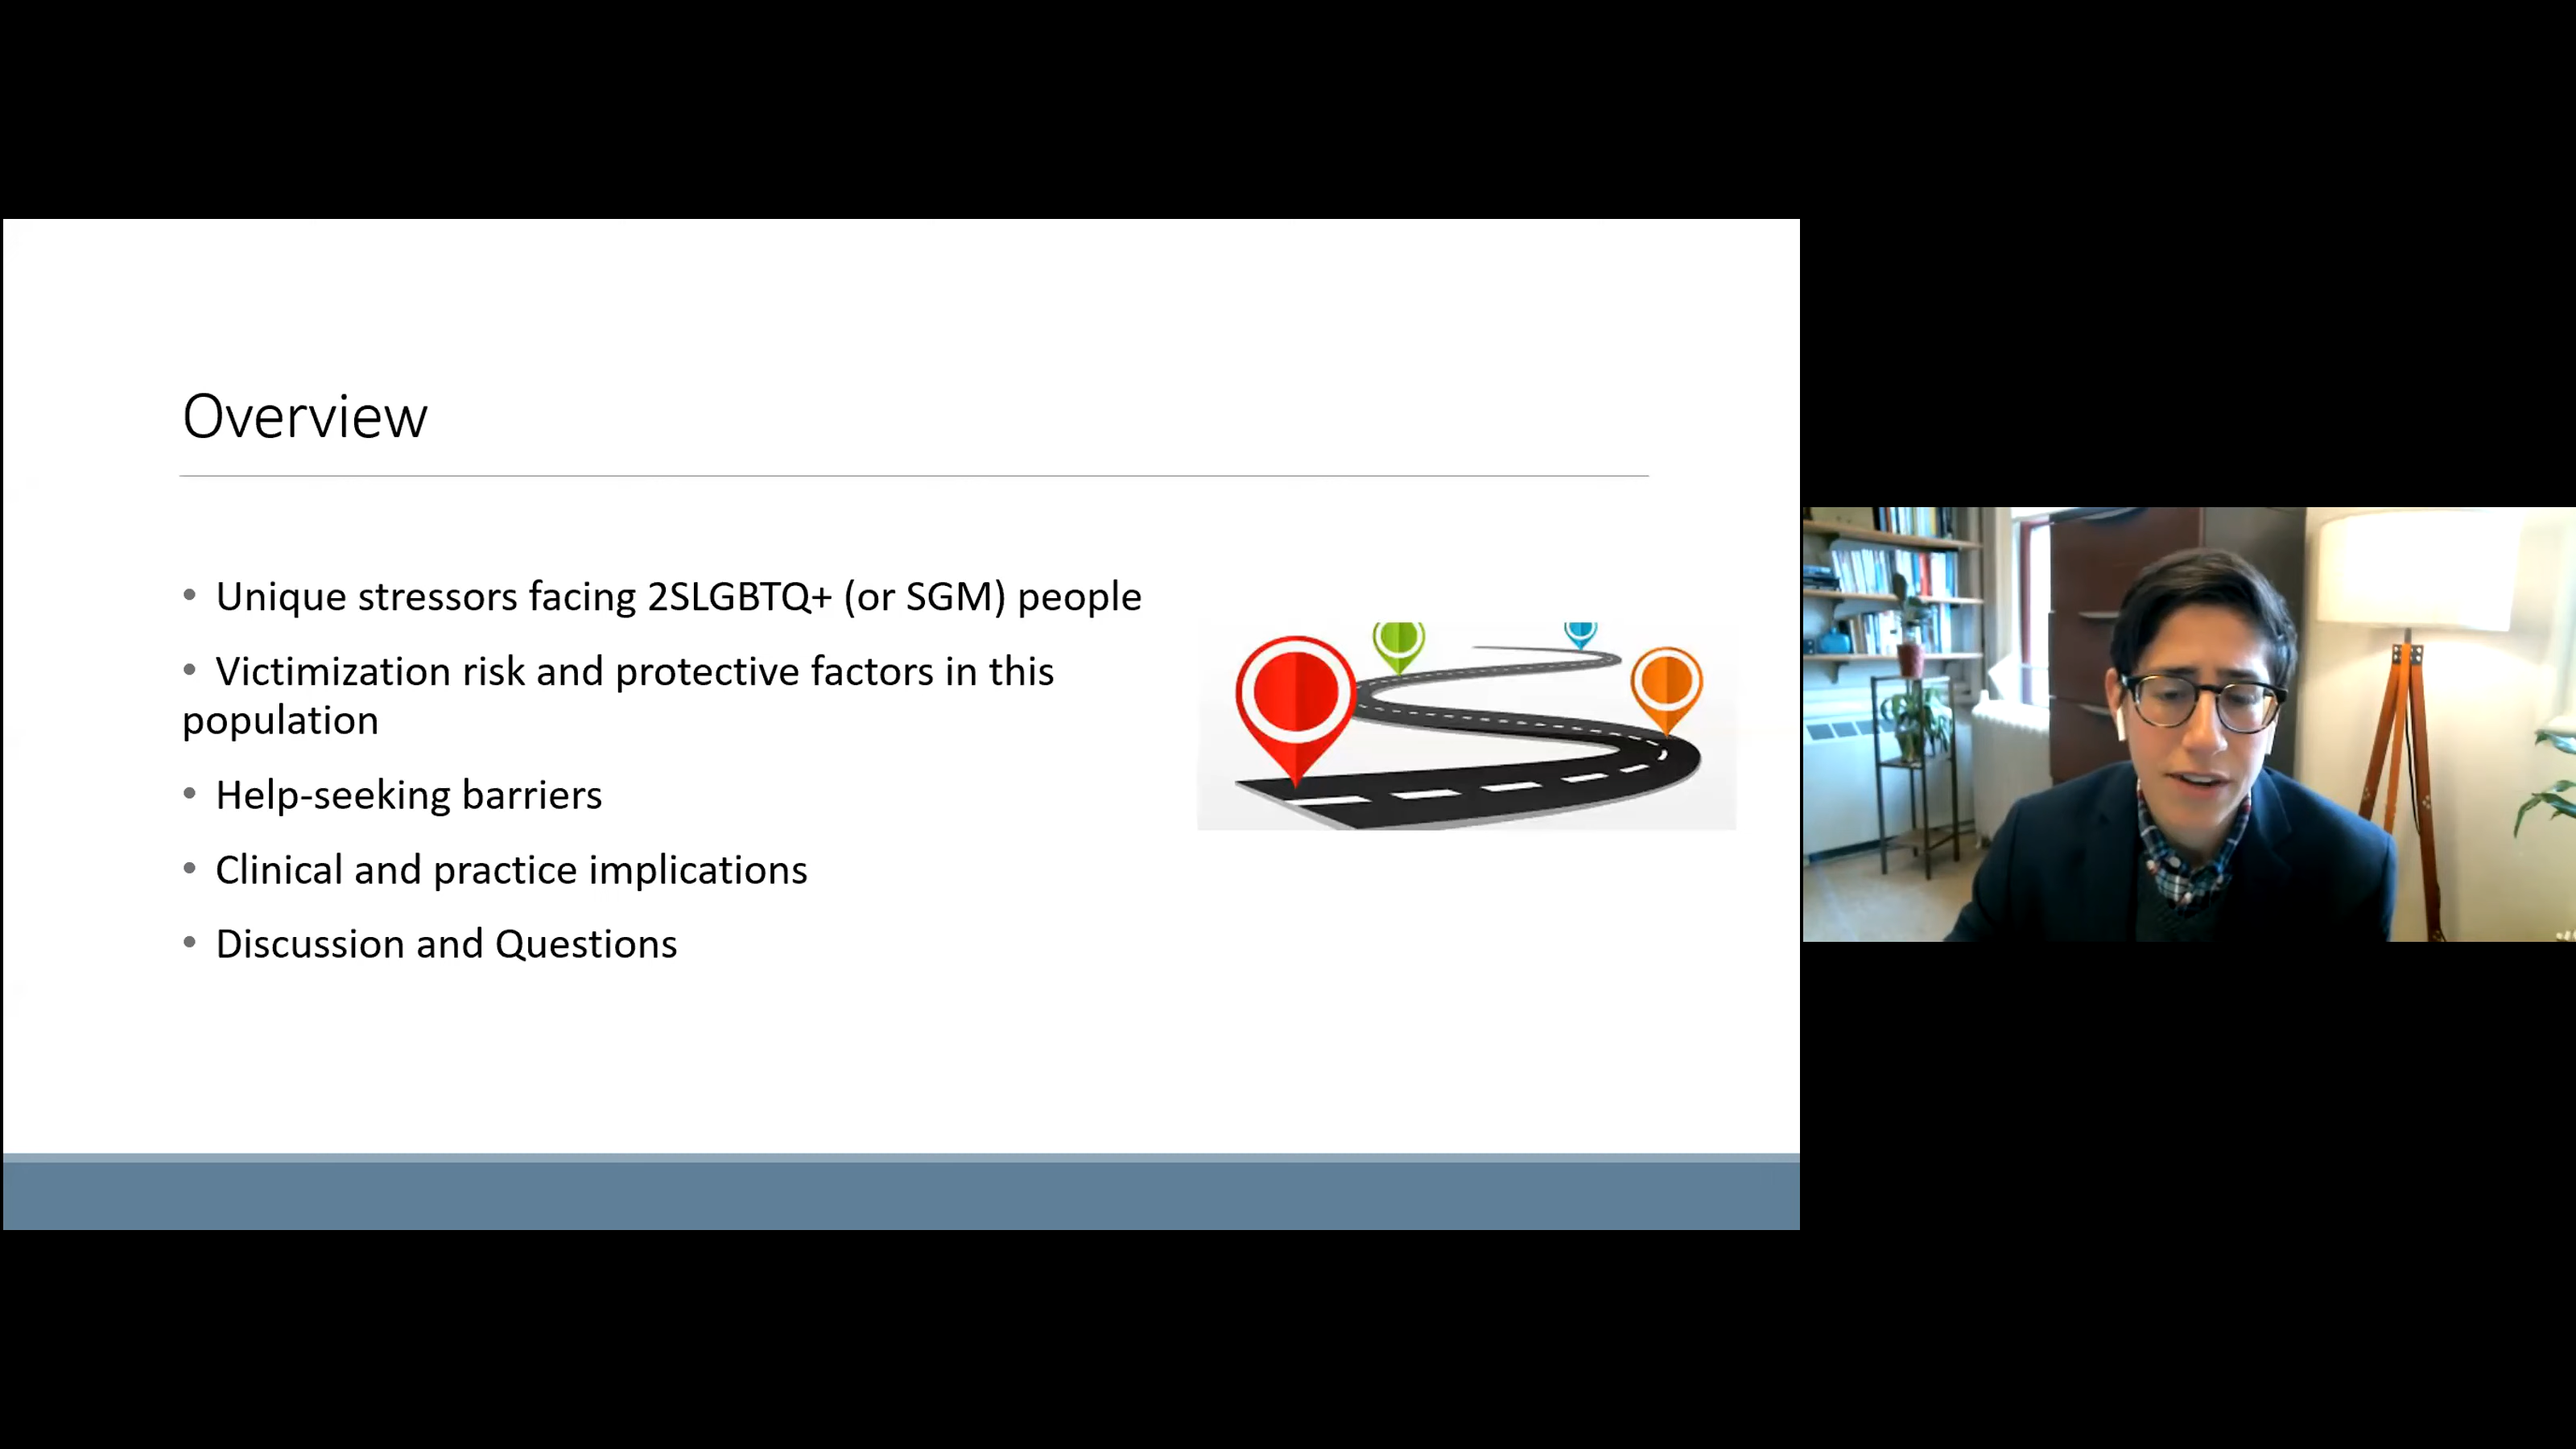 Overview
• Unique stressors facing 2SLGBTQ+ (or SGM) people
• Victimization risk and protective factors in this
population
• Help-seeking barriers
• Clinical and practice implications
• Discussion and Questions